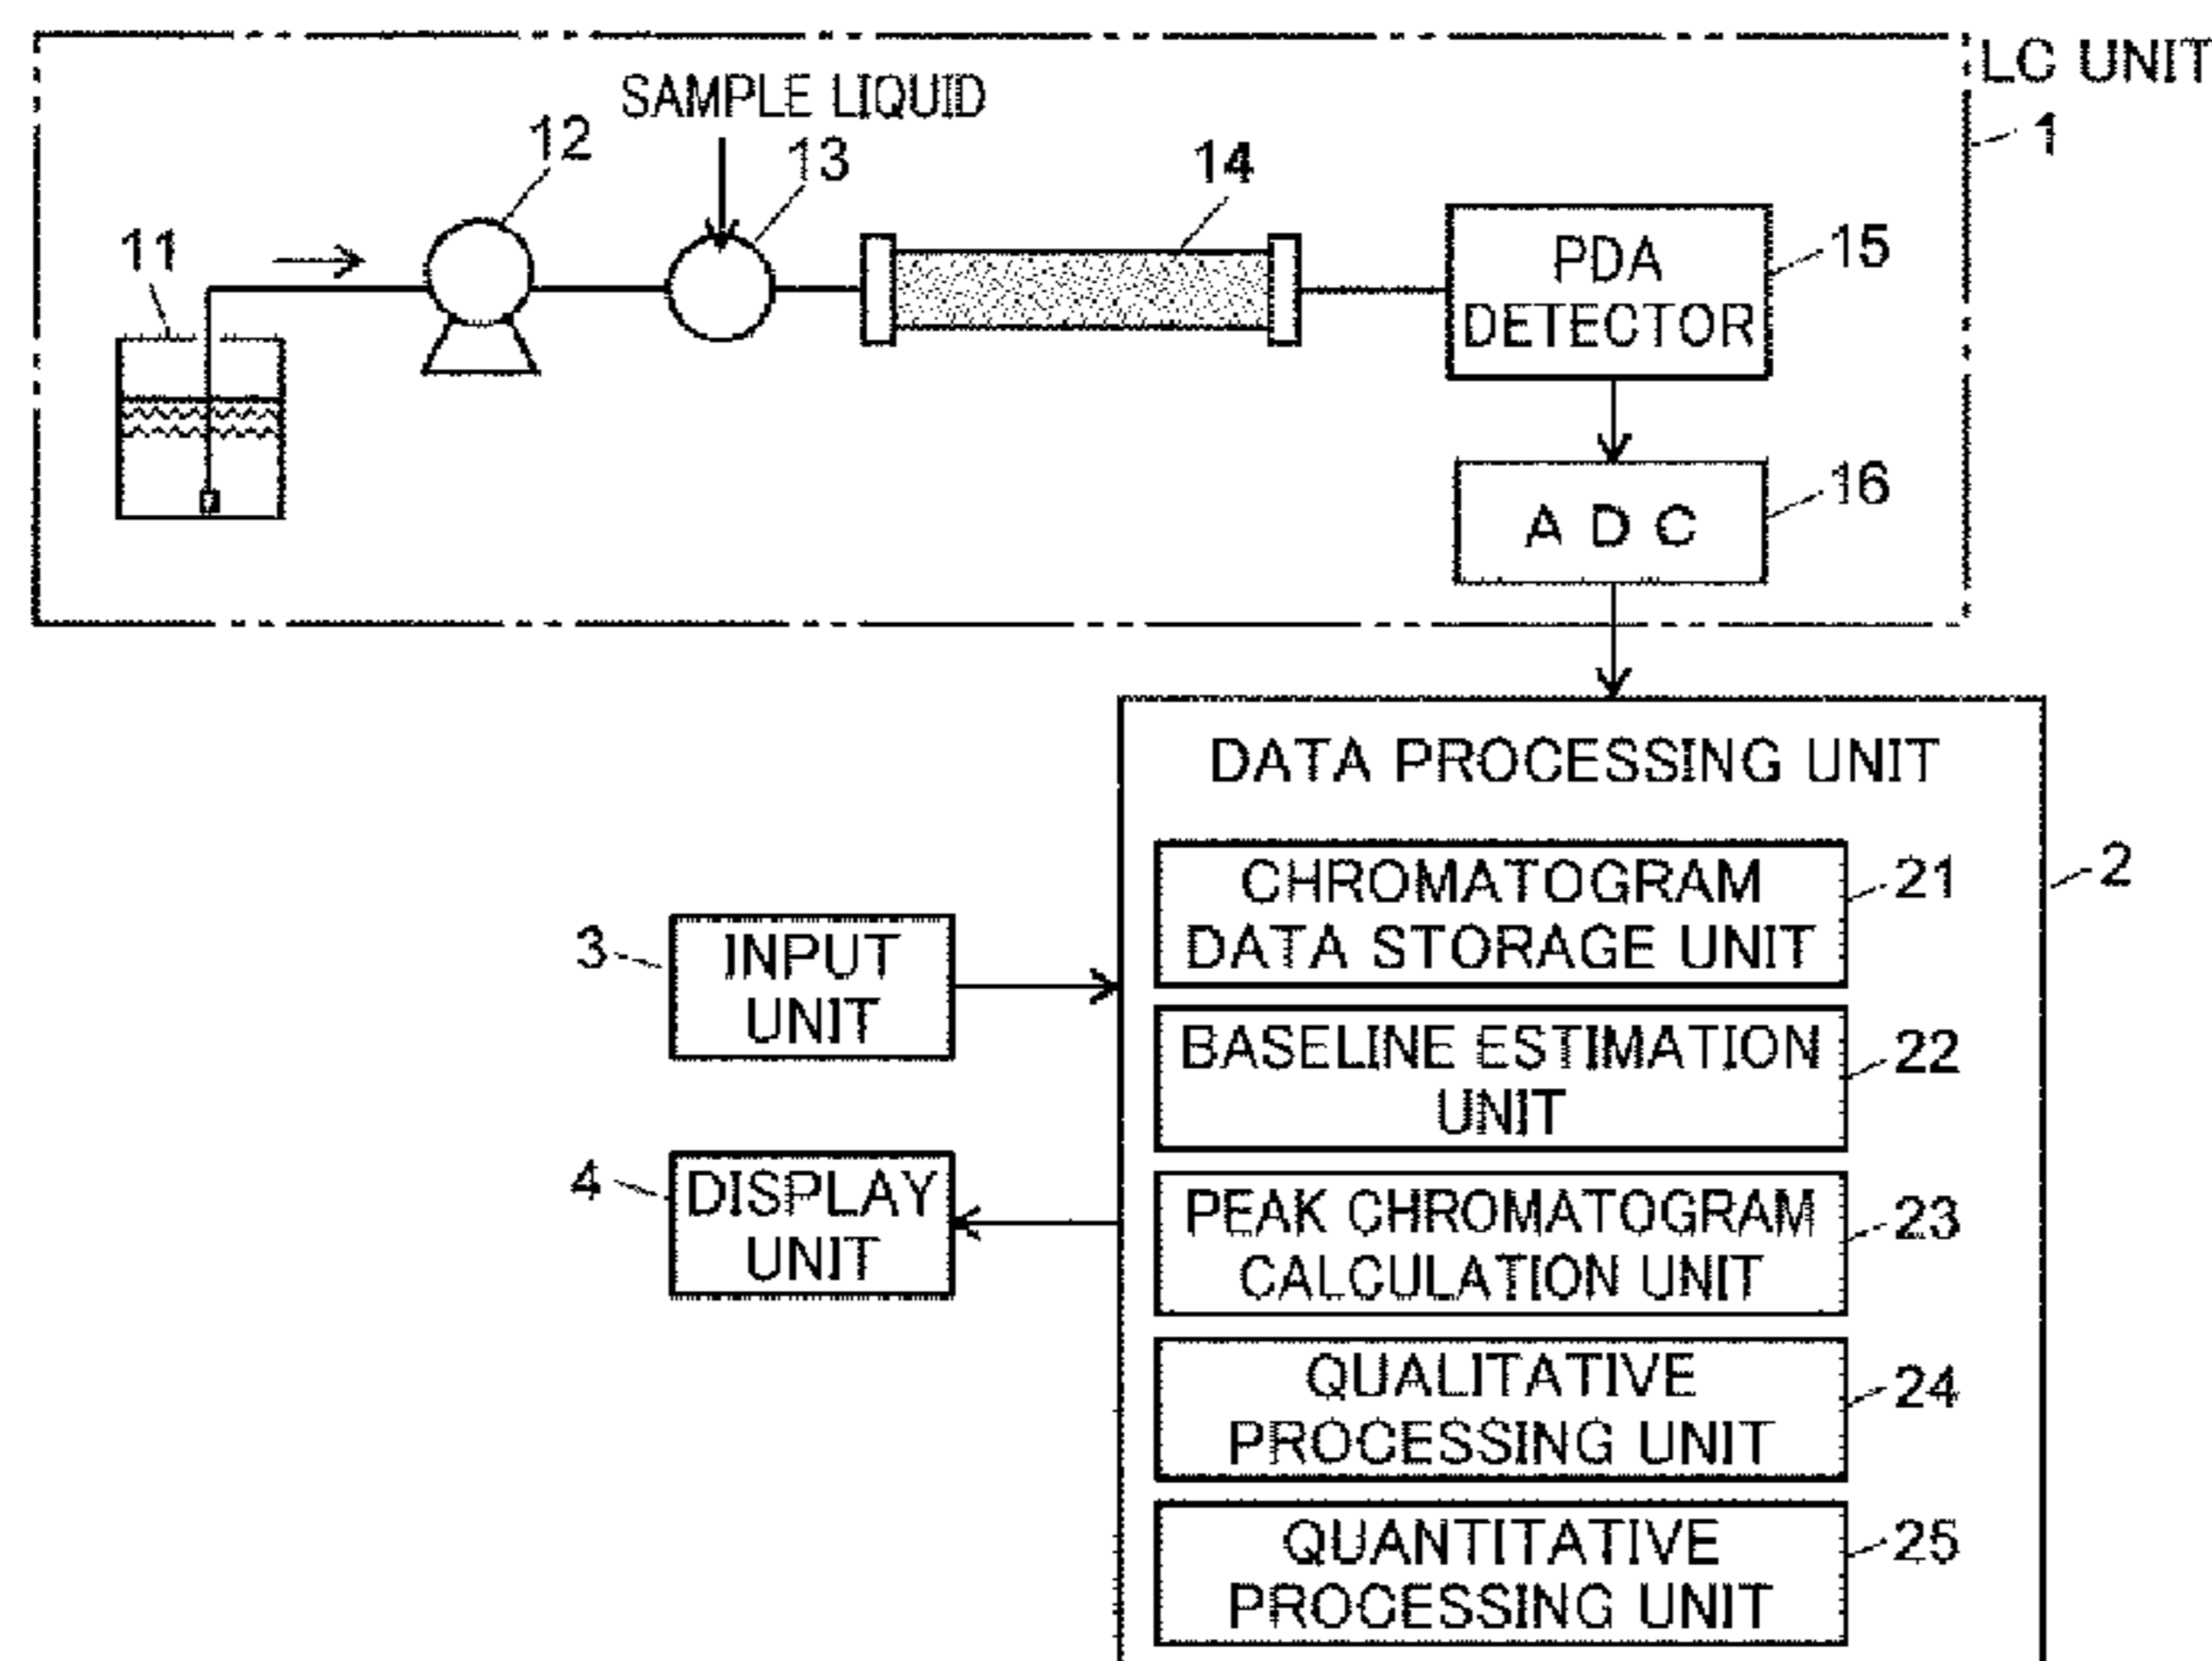 LC UNIT
1
SAMPLE LIQUID
11
12
13
14
PDA
DETECTOR
15
ADC
16
DATA PROCESSING UNIT
2
CHROMATOGRAM
DATA STORAGE UNIT
21
3
INPUT
UNIT
BASELINE ESTIMATION
UNIT
22
4
DISPLAY
UNIT
PEAK CHROMATOGRAM
CALCULATION UNIT
23
QUALITATIVE
PROCESSING UNIT
24
QUANTITATIVE
PROCESSING UNIT
25